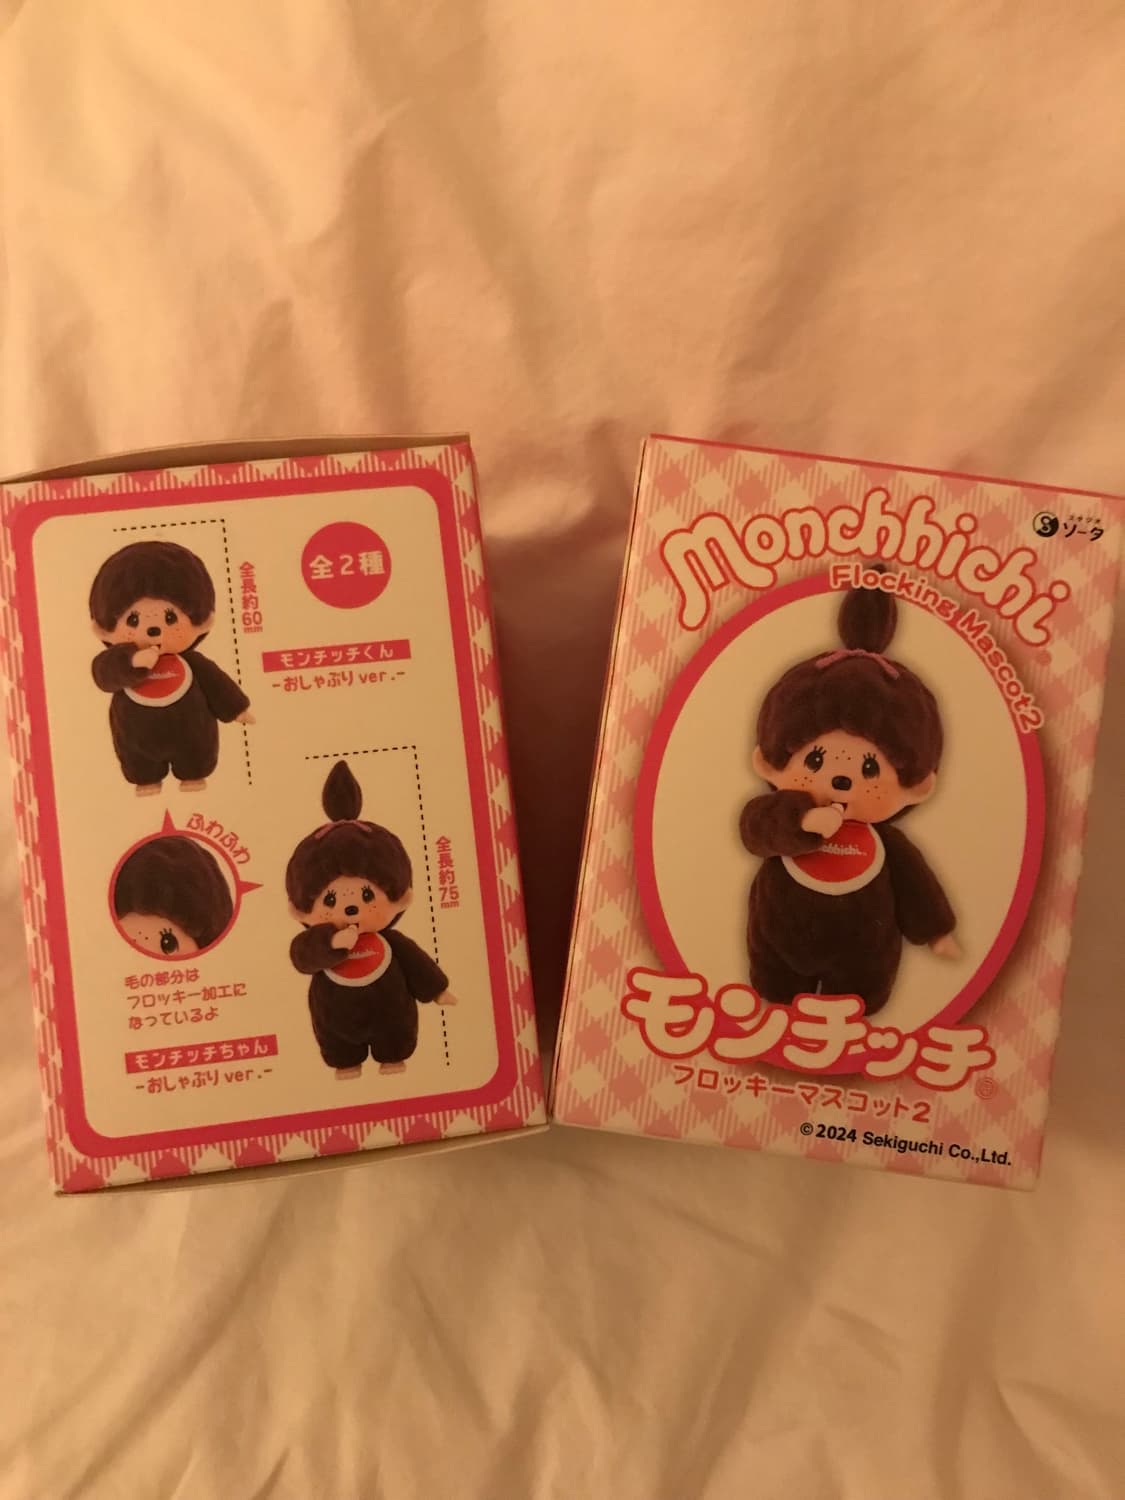 全2種
全長約60mm
モンチッチくん
-おしゃぶりver.-
ふわふわ
毛の部分は
フロッキー加工に
なっているよ
全長約75mm
モンチッチちゃん
-おしゃぶりver.-
Monchhichi
Flocking Mascot2
スタジオ
ソータ
Monchhichi
モンチッチ®
フロッキーマスコット2
©2024 Sekiguchi Co.,Ltd.